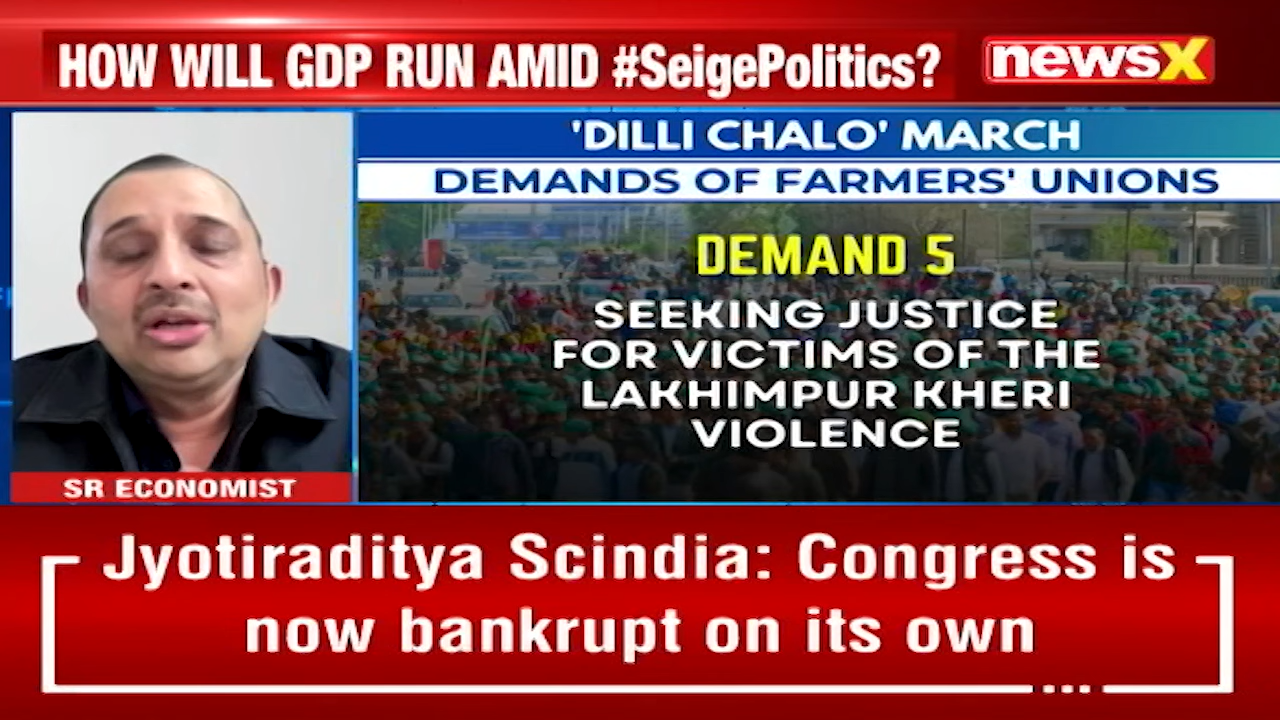 HOW WILL GDP RUN AMID #SeigePolitics?
newsX
'DILLI CHALO' MARCH
DEMANDS OF FARMERS' UNIONS
DEMAND 5
SEEKING JUSTICE
FOR VICTIMS OF THE
LAKHIMPUR KHERI
VIOLENCE
SR ECONOMIST
Jyotiraditya Scindia: Congress is
now bankrupt on its own